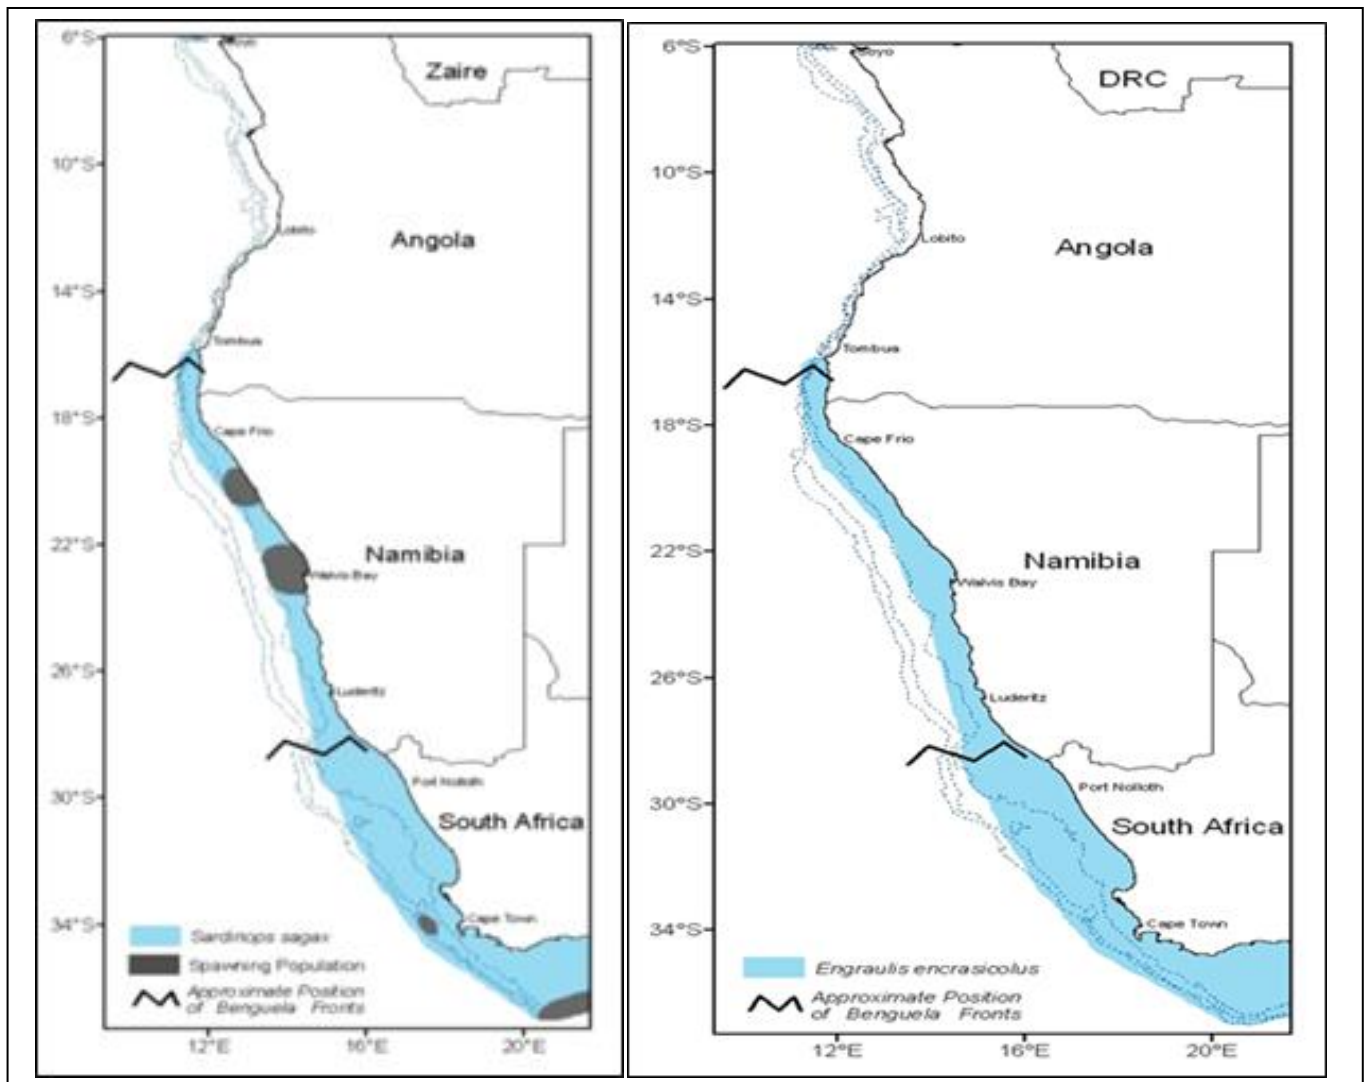 6°S
Soyo
Zaire
10°S
Lobito
Angola
14°S
Tombua
18°S
Cape Frio
22°S
Namibia
Walvis Bay
26°S
Luderitz
30°S
Port Nolloth
South Africa
34°S
Cape Town
Sardinops sagax
Spawning Population
Approximate Position
of Benguela Fronts
12°E
16°E
20°E
6°S
Soyo
DRC
10°S
Lobito
Angola
14°S
Tombua
18°S
Cape Frio
22°S
Namibia
Walvis Bay
26°S
Luderitz
30°S
Port Nolloth
South Africa
34°S
Cape Town
Engraulis encrasicolus
Approximate Position
of Benguela Fronts
12°E
16°E
20°E